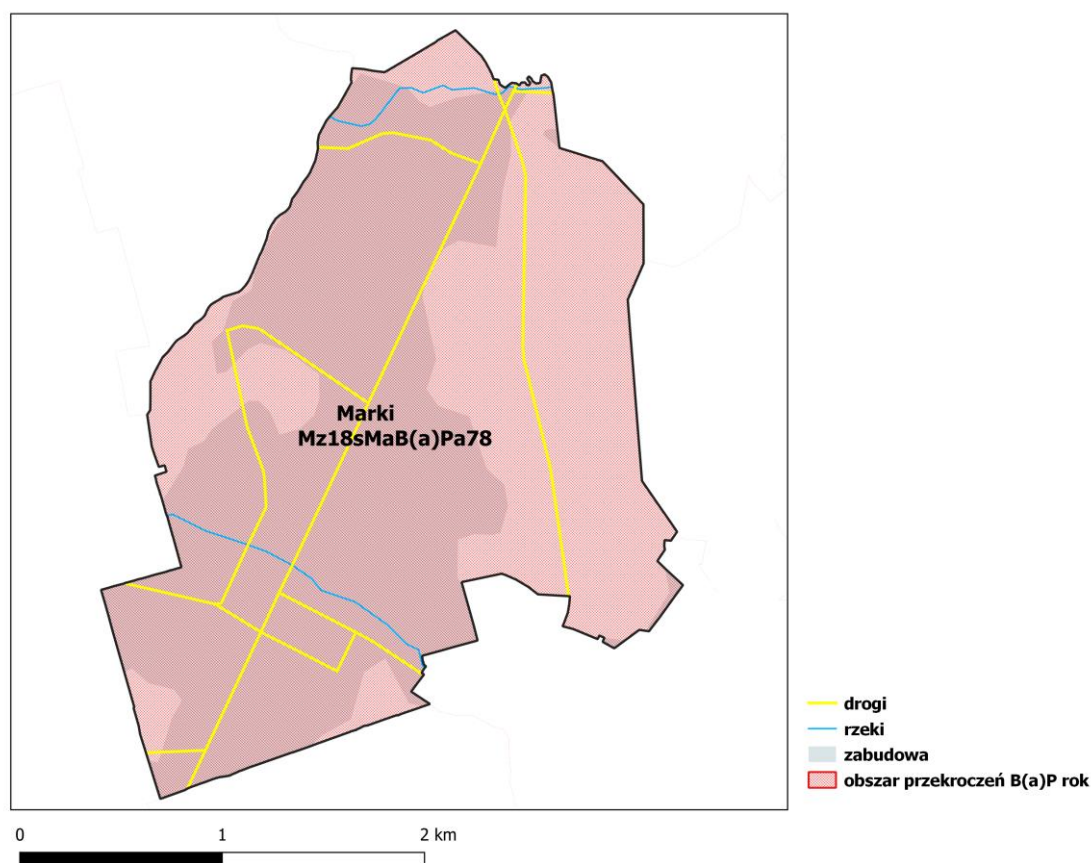 Marki
Mz18sMaB(a)Pa78
drogi
rzeki
zabudowa
obszar przekroczeń B(a)P rok
0 1 2 km